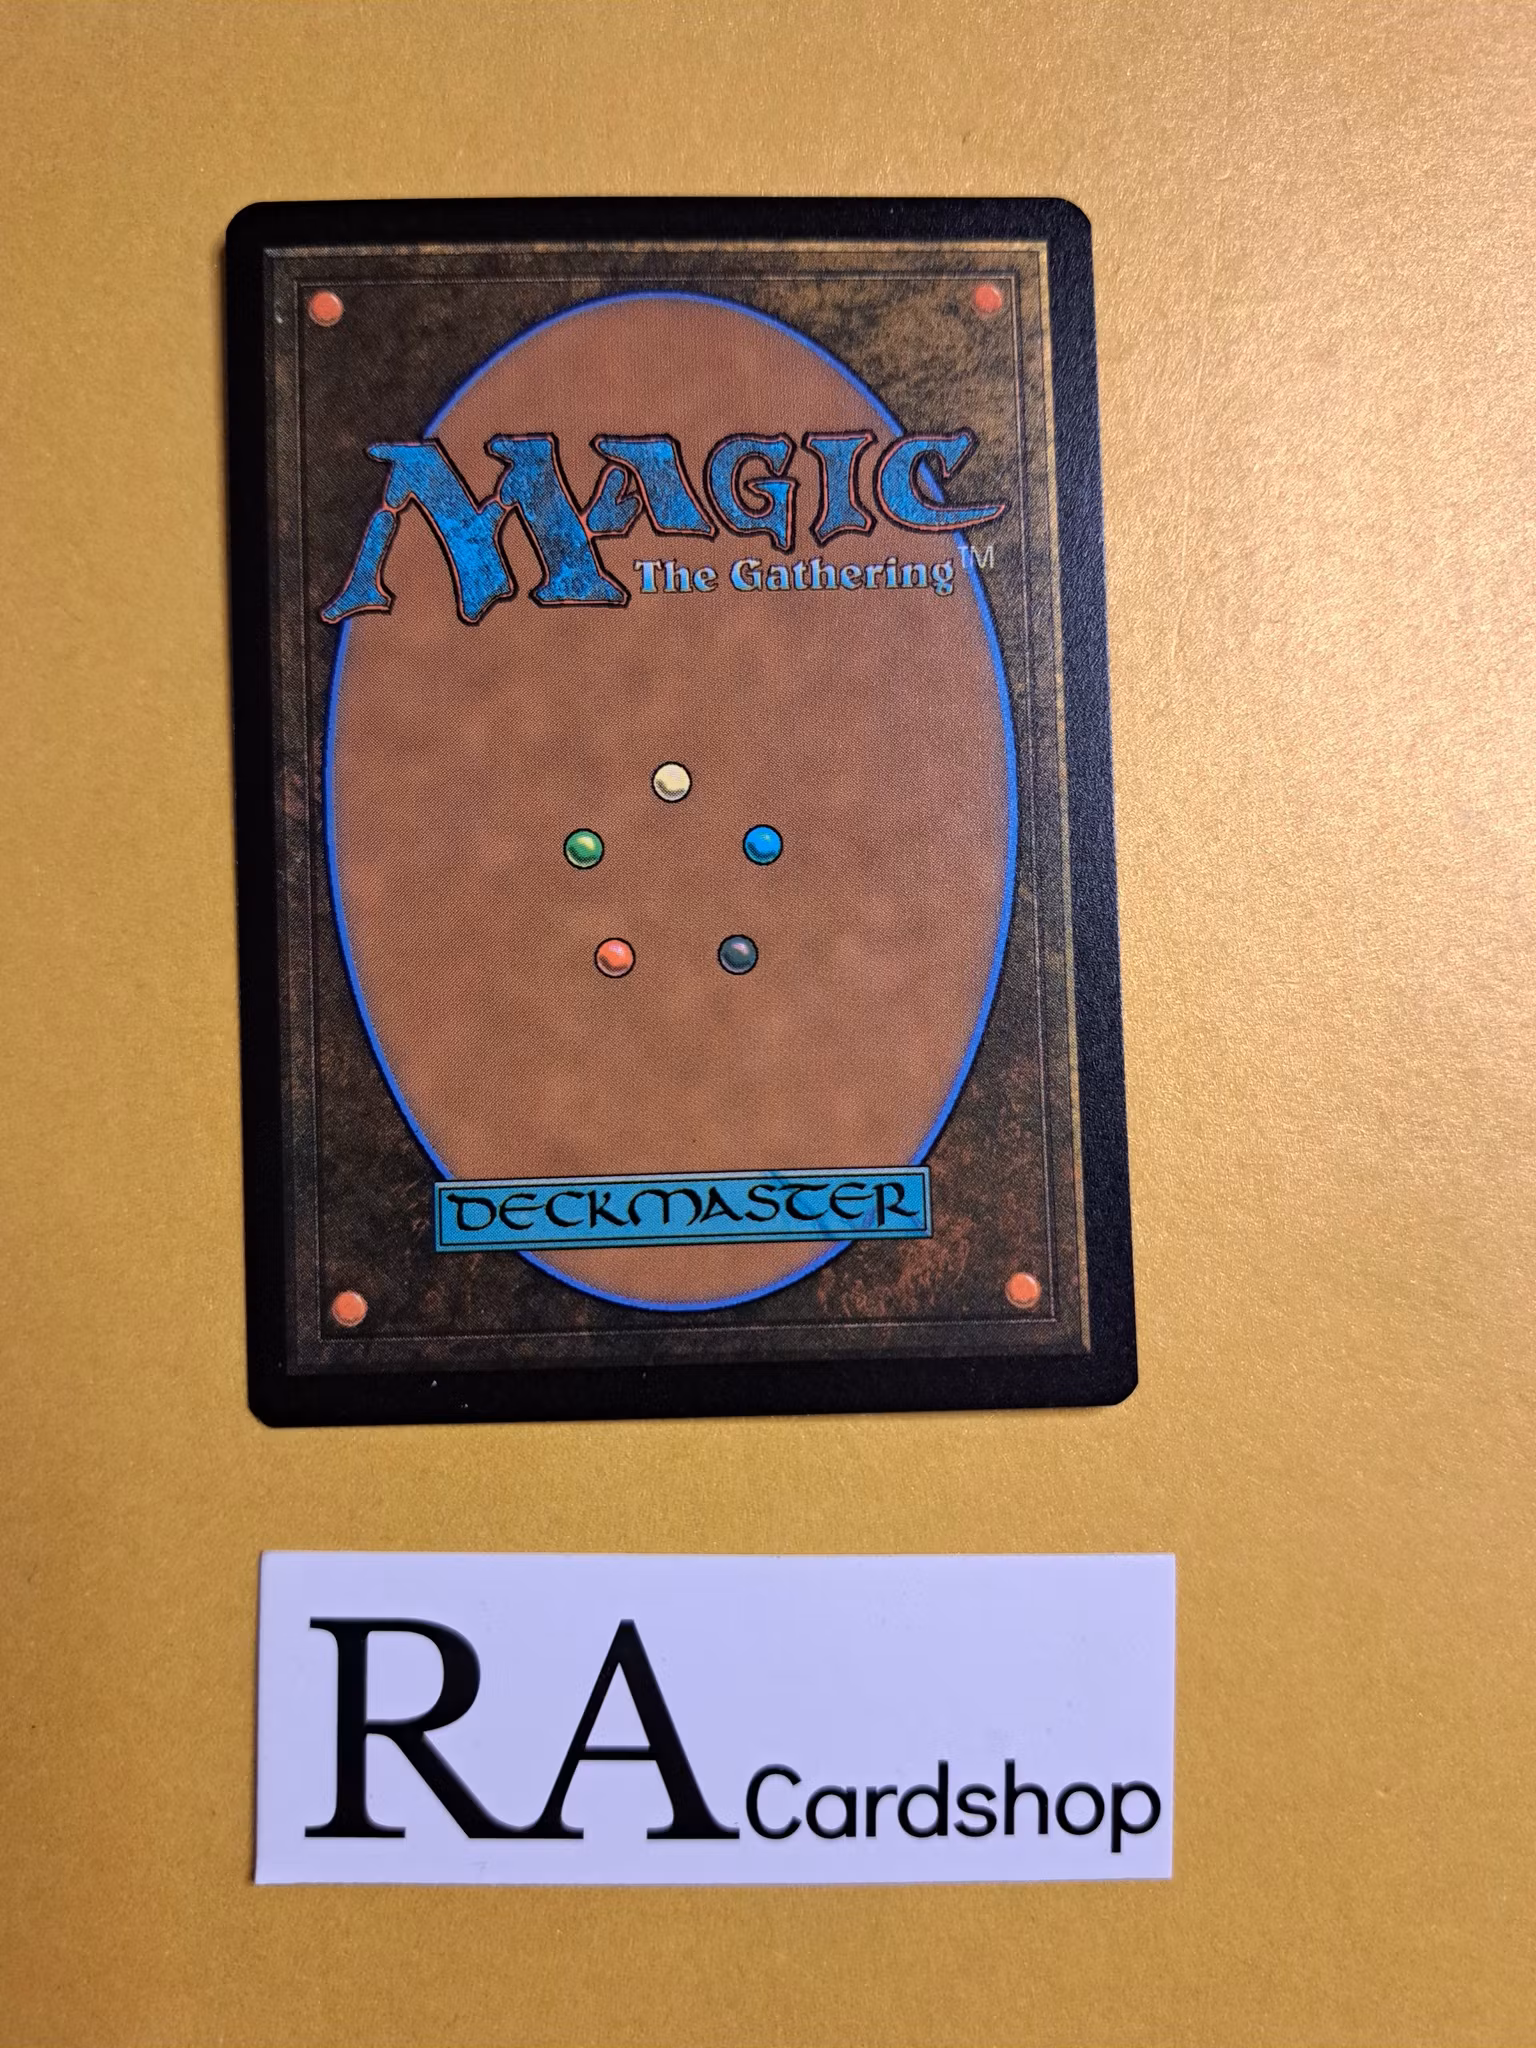 MAGIC
The Gathering™
DECKMASTER
RA Cardshop